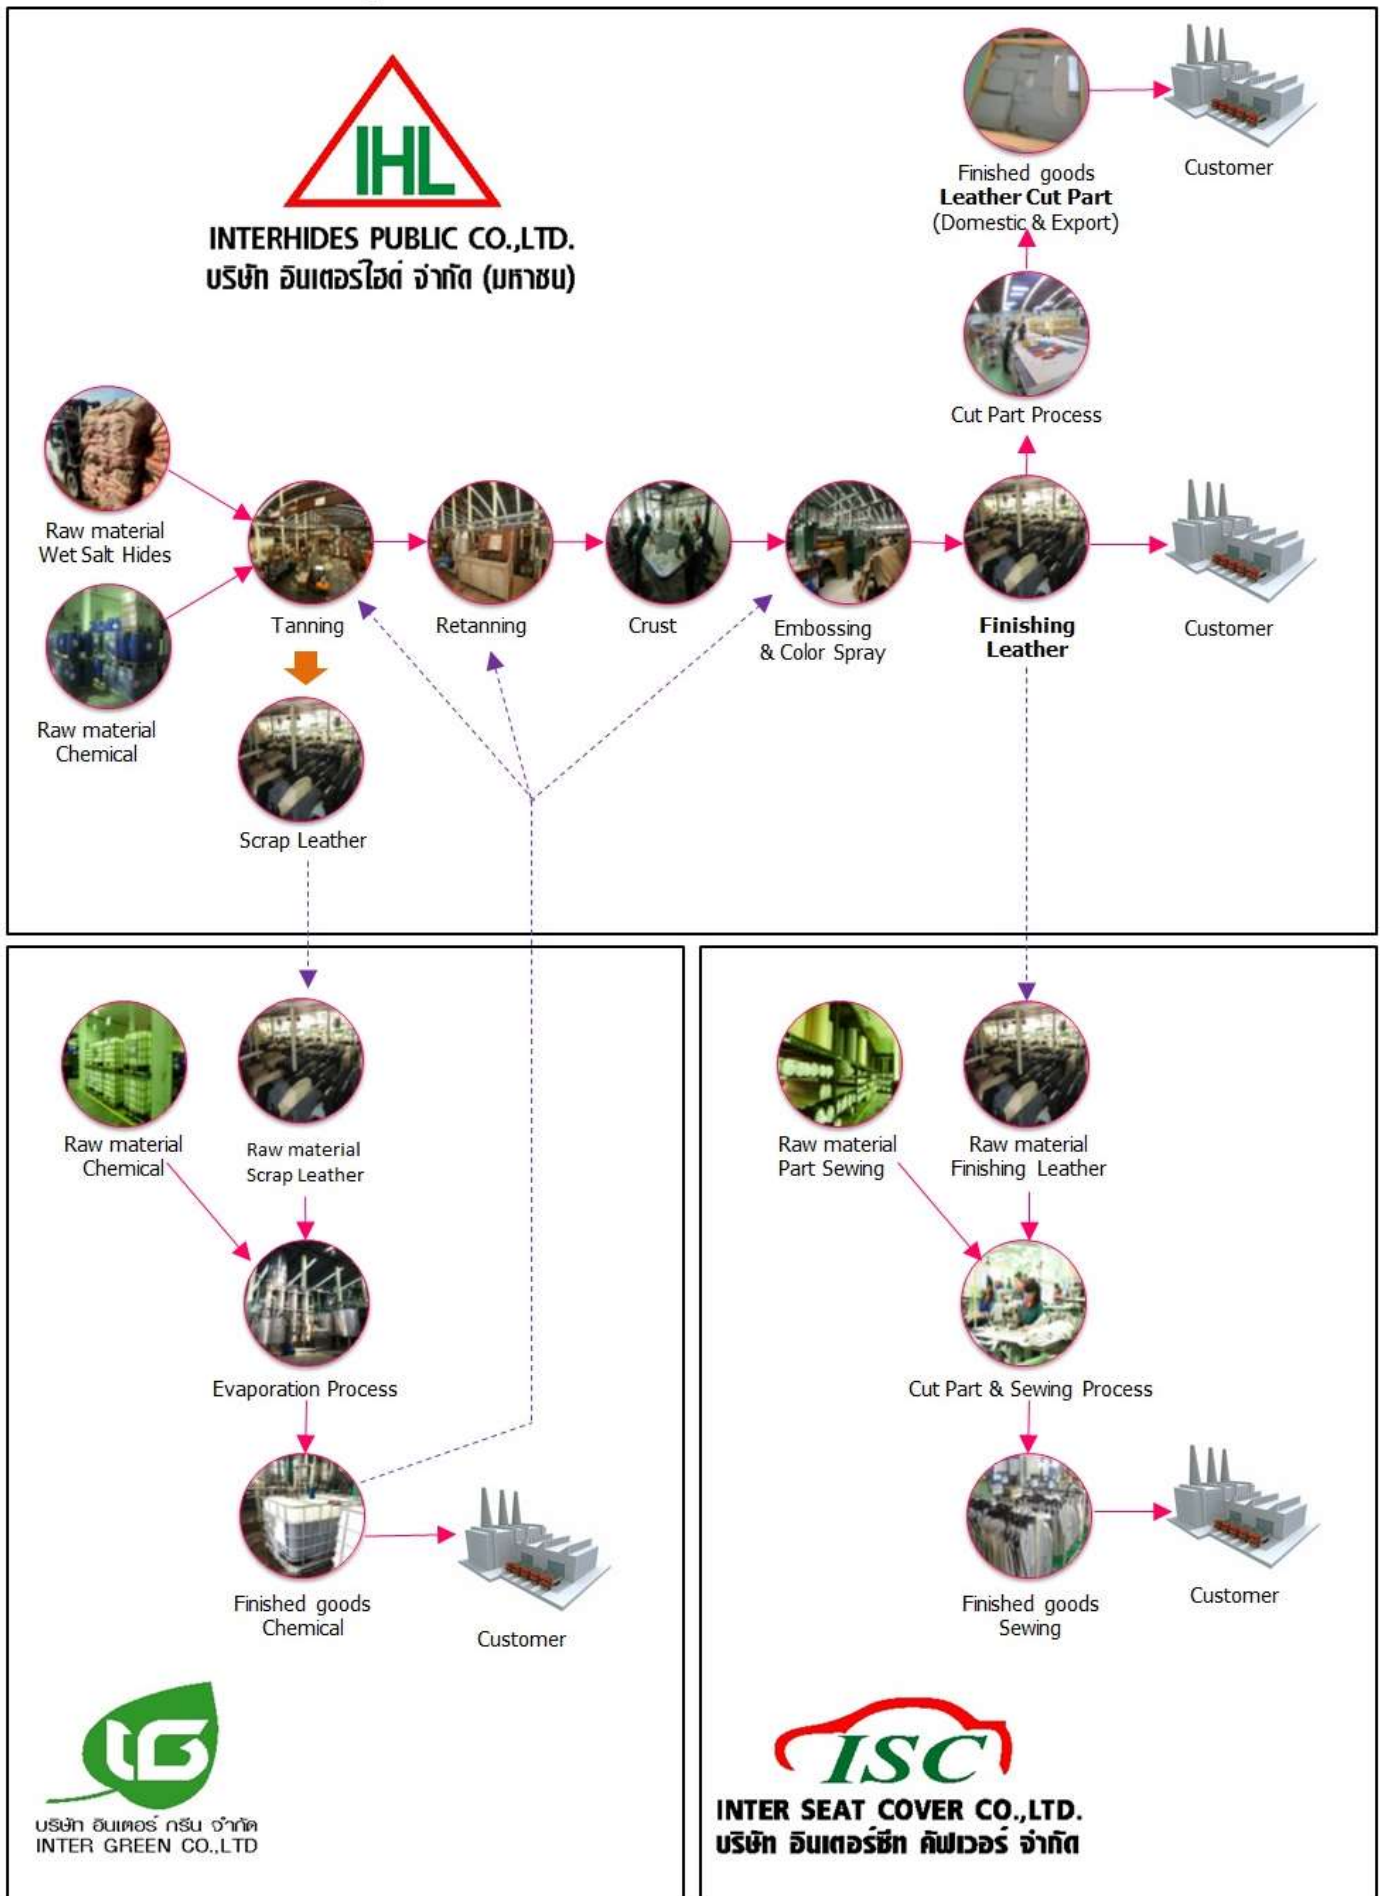 IHL
INTERHIDES PUBLIC CO.,LTD.
บริษัท อินเตอร์ไฮด์ จำกัด (มหาชน)
Finished goods
Leather Cut Part
(Domestic & Export)
Customer
Cut Part Process
Raw material
Wet Salt Hides
Tanning
Retanning
Crust
Embossing
& Color Spray
Finishing
Leather
Customer
Raw material
Chemical
Scrap Leather
Raw material
Chemical
Raw material
Scrap Leather
Evaporation Process
Finished goods
Chemical
Customer
IG
บริษัท อินเตอร์ กรีน จำกัด
INTER GREEN CO.,LTD
Raw material
Part Sewing
Raw material
Finishing Leather
Cut Part & Sewing Process
Finished goods
Sewing
Customer
ISC
INTER SEAT COVER CO.,LTD.
บริษัท อินเตอร์ซีท คัฟเวอร์ จำกัด